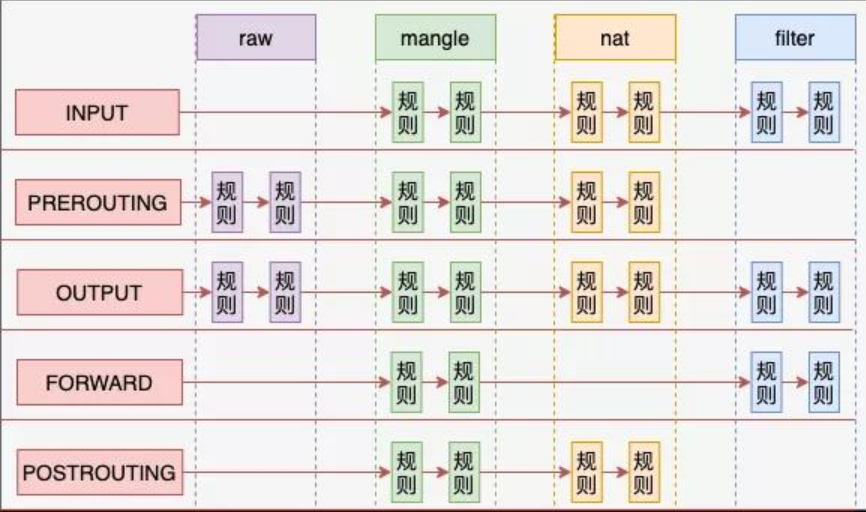 raw mangle nat filter
INPUT 规则 规则 规则 规则 规则 规则
PREROUTING 规则 规则 规则 规则 规则 规则
OUTPUT 规则 规则 规则 规则 规则 规则 规则 规则
FORWARD 规则 规则 规则 规则
POSTROUTING 规则 规则 规则 规则